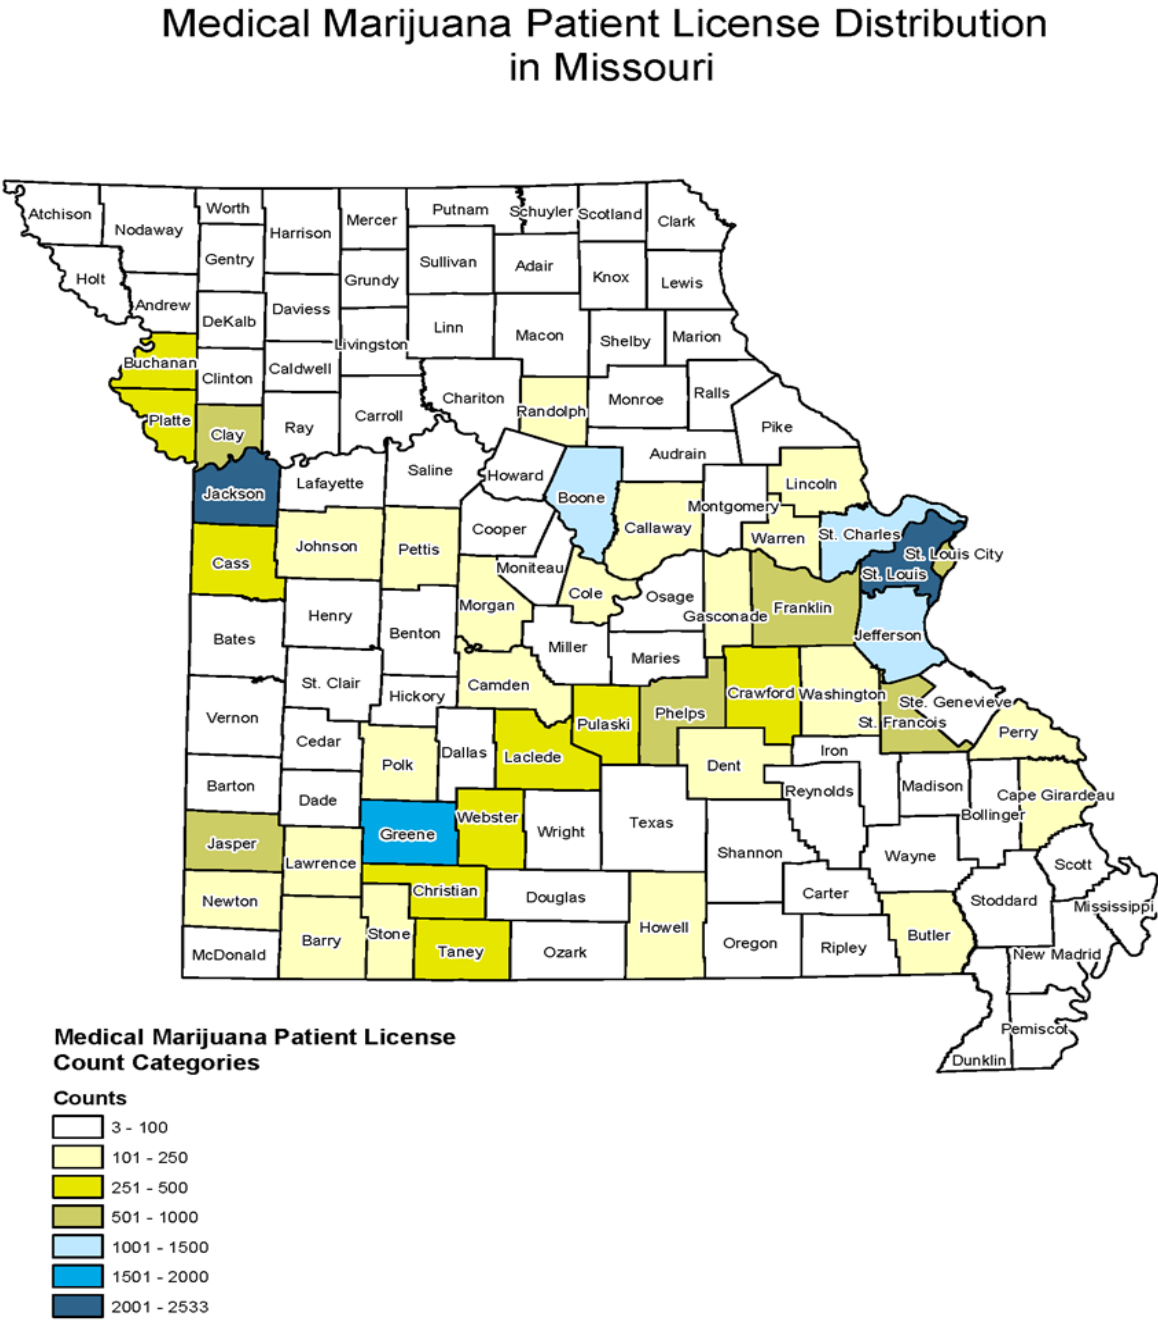 Medical Marijuana Patient License Distribution
in Missouri
Atchison
Nodaway
Worth
Harrison
Mercer
Putnam
Schuyler
Scotland
Clark
Holt
Andrew
Gentry
DeKalb
Daviess
Grundy
Sullivan
Adair
Knox
Lewis
Livingston
Linn
Macon
Shelby
Marion
Buchanan
Clinton
Caldwell
Platte
Clay
Ray
Carroll
Chariton
Randolph
Monroe
Ralls
Pike
Audrain
Jackson
Lafayette
Saline
Howard
Boone
Callaway
Montgomery
Lincoln
Warren
St. Charles
St. Louis City
St. Louis
Cooper
Cass
Johnson
Pettis
Moniteau
Morgan
Cole
Osage
Gasconade
Franklin
Jefferson
Bates
Henry
Benton
Miller
Maries
St. Clair
Hickory
Camden
Pulaski
Phelps
Crawford
Washington
Ste. Genevieve
St. Francois
Perry
Vernon
Cedar
Polk
Dallas
Laclede
Dent
Iron
Reynolds
Madison
Bollinger
Cape Girardeau
Barton
Dade
Greene
Webster
Wright
Texas
Shannon
Wayne
Scott
Jasper
Lawrence
Christian
Douglas
Carter
Stoddard
Mississippi
Newton
Barry
Stone
Taney
Ozark
Howell
Oregon
Ripley
Butler
New Madrid
McDonald
Pemiscot
Dunklin
Medical Marijuana Patient License
Count Categories
Counts
3 - 100
101 - 250
251 - 500
501 - 1000
1001 - 1500
1501 - 2000
2001 - 2533